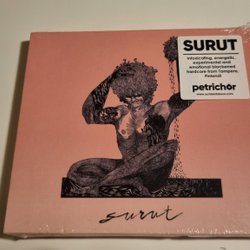 SURUT
Intoxicating, energetic,
experimental and
emotional blackened
hardcore from Tampere,
Finland!
petrichor
surut